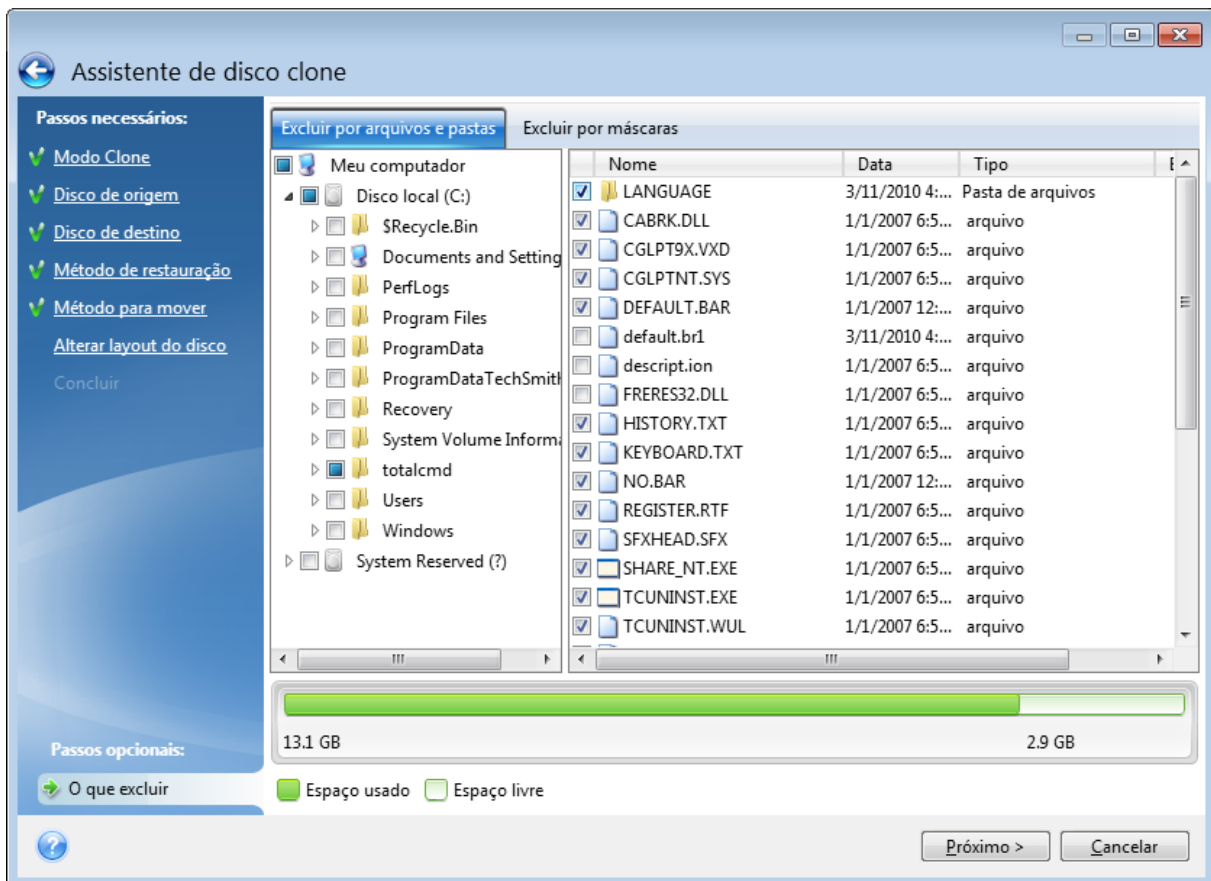 Assistente de disco clone
Passos necessários:
Modo Clone
Disco de origem
Disco de destino
Método de restauração
Método para mover
Alterar layout do disco
Concluir
Passos opcionais:
O que excluir
Excluir por arquivos e pastas
Excluir por máscaras
Meu computador
Disco local (C:)
$Recycle.Bin
Documents and Setting
PerfLogs
Program Files
ProgramData
ProgramDataTechSmith
Recovery
System Volume Informa
totalcmd
Users
Windows
System Reserved (?)
Nome Data Tipo
LANGUAGE 3/11/2010 4:... Pasta de arquivos
CABRK.DLL 1/1/2007 6:5... arquivo
CGLPT9X.VXD 1/1/2007 6:5... arquivo
CGLPTNT.SYS 1/1/2007 6:5... arquivo
DEFAULT.BAR 1/1/2007 12:... arquivo
default.br1 3/11/2010 4:... arquivo
descript.ion 1/1/2007 6:5... arquivo
FRERES32.DLL 1/1/2007 6:5... arquivo
HISTORY.TXT 1/1/2007 6:5... arquivo
KEYBOARD.TXT 1/1/2007 6:5... arquivo
NO.BAR 1/1/2007 12:... arquivo
REGISTER.RTF 1/1/2007 6:5... arquivo
SFXHEAD.SFX 1/1/2007 6:5... arquivo
SHARE_NT.EXE 1/1/2007 6:5... arquivo
TCUNINST.EXE 1/1/2007 6:5... arquivo
TCUNINST.WUL 1/1/2007 6:5... arquivo
13.1 GB 2.9 GB
Espaço usado Espaço livre
Próximo > Cancelar